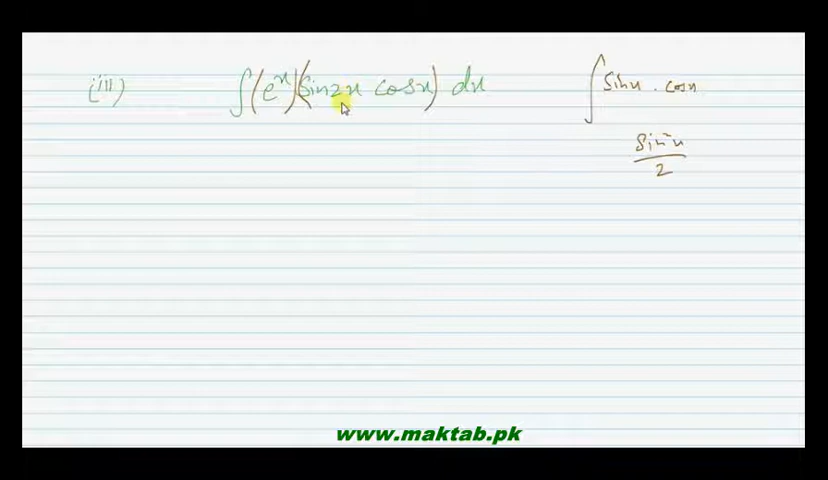 (iii) ∫(eˣ)(sin2x cosx) dx
∫ sinx . cosx
sin²x
2
www.maktab.pk